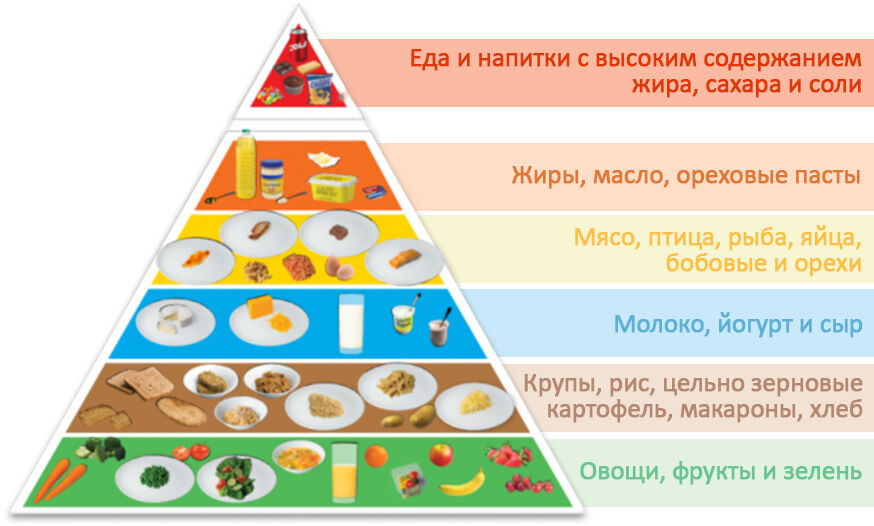 Еда и напитки с высоким содержанием
жира, сахара и соли
Жиры, масло, ореховые пасты
Мясо, птица, рыба, яйца,
бобовые и орехи
Молоко, йогурт и сыр
Крупы, рис, цельно зерновые
картофель, макароны, хлеб
Овощи, фрукты и зелень